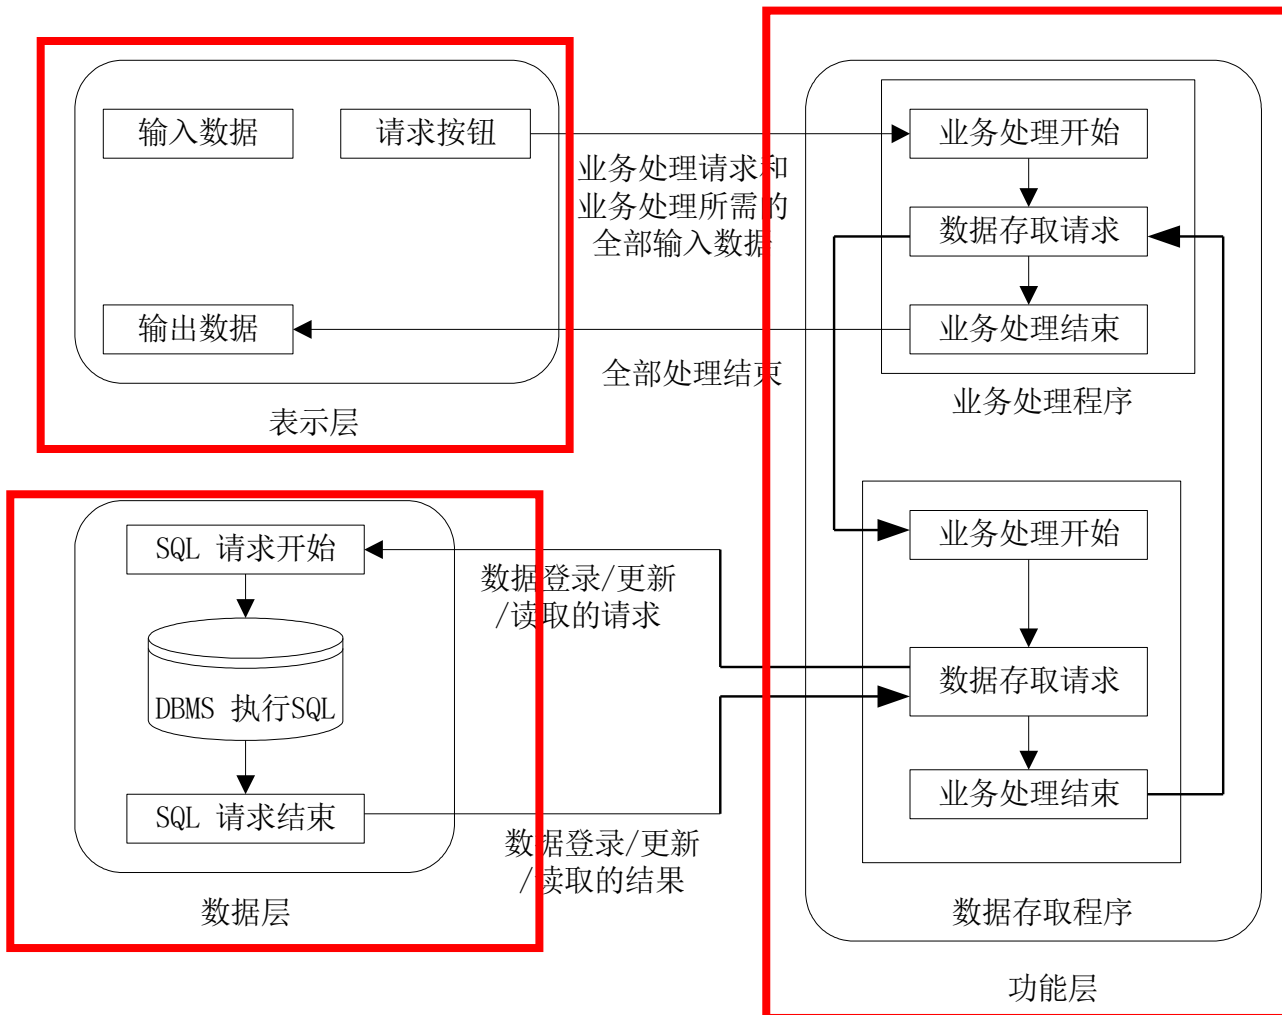 输入数据
请求按钮
业务处理请求和
业务处理所需的
全部输入数据
输出数据
全部处理结束
表示层
业务处理开始
数据存取请求
业务处理结束
业务处理程序
SQL 请求开始
DBMS 执行SQL
SQL 请求结束
数据层
数据登录/更新
/读取的请求
数据登录/更新
/读取的结果
业务处理开始
数据存取请求
业务处理结束
数据存取程序
功能层